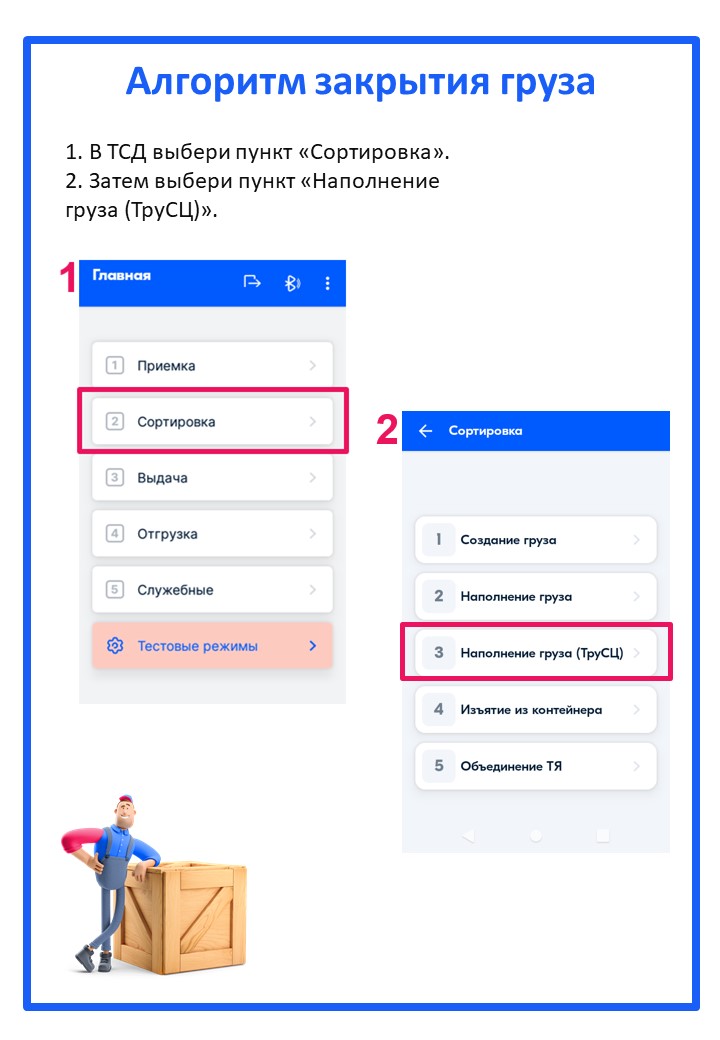 Алгоритм закрытия груза
1. В ТСД выбери пункт «Сортировка».
2. Затем выбери пункт «Наполнение
груза (ТруСЦ)».
1
Главная
1 Приемка
2 Сортировка
3 Выдача
4 Отгрузка
5 Служебные
Тестовые режимы
2
Сортировка
1 Создание груза
2 Наполнение груза
3 Наполнение груза (ТруСЦ)
4 Изъятие из контейнера
5 Объединение ТЯ